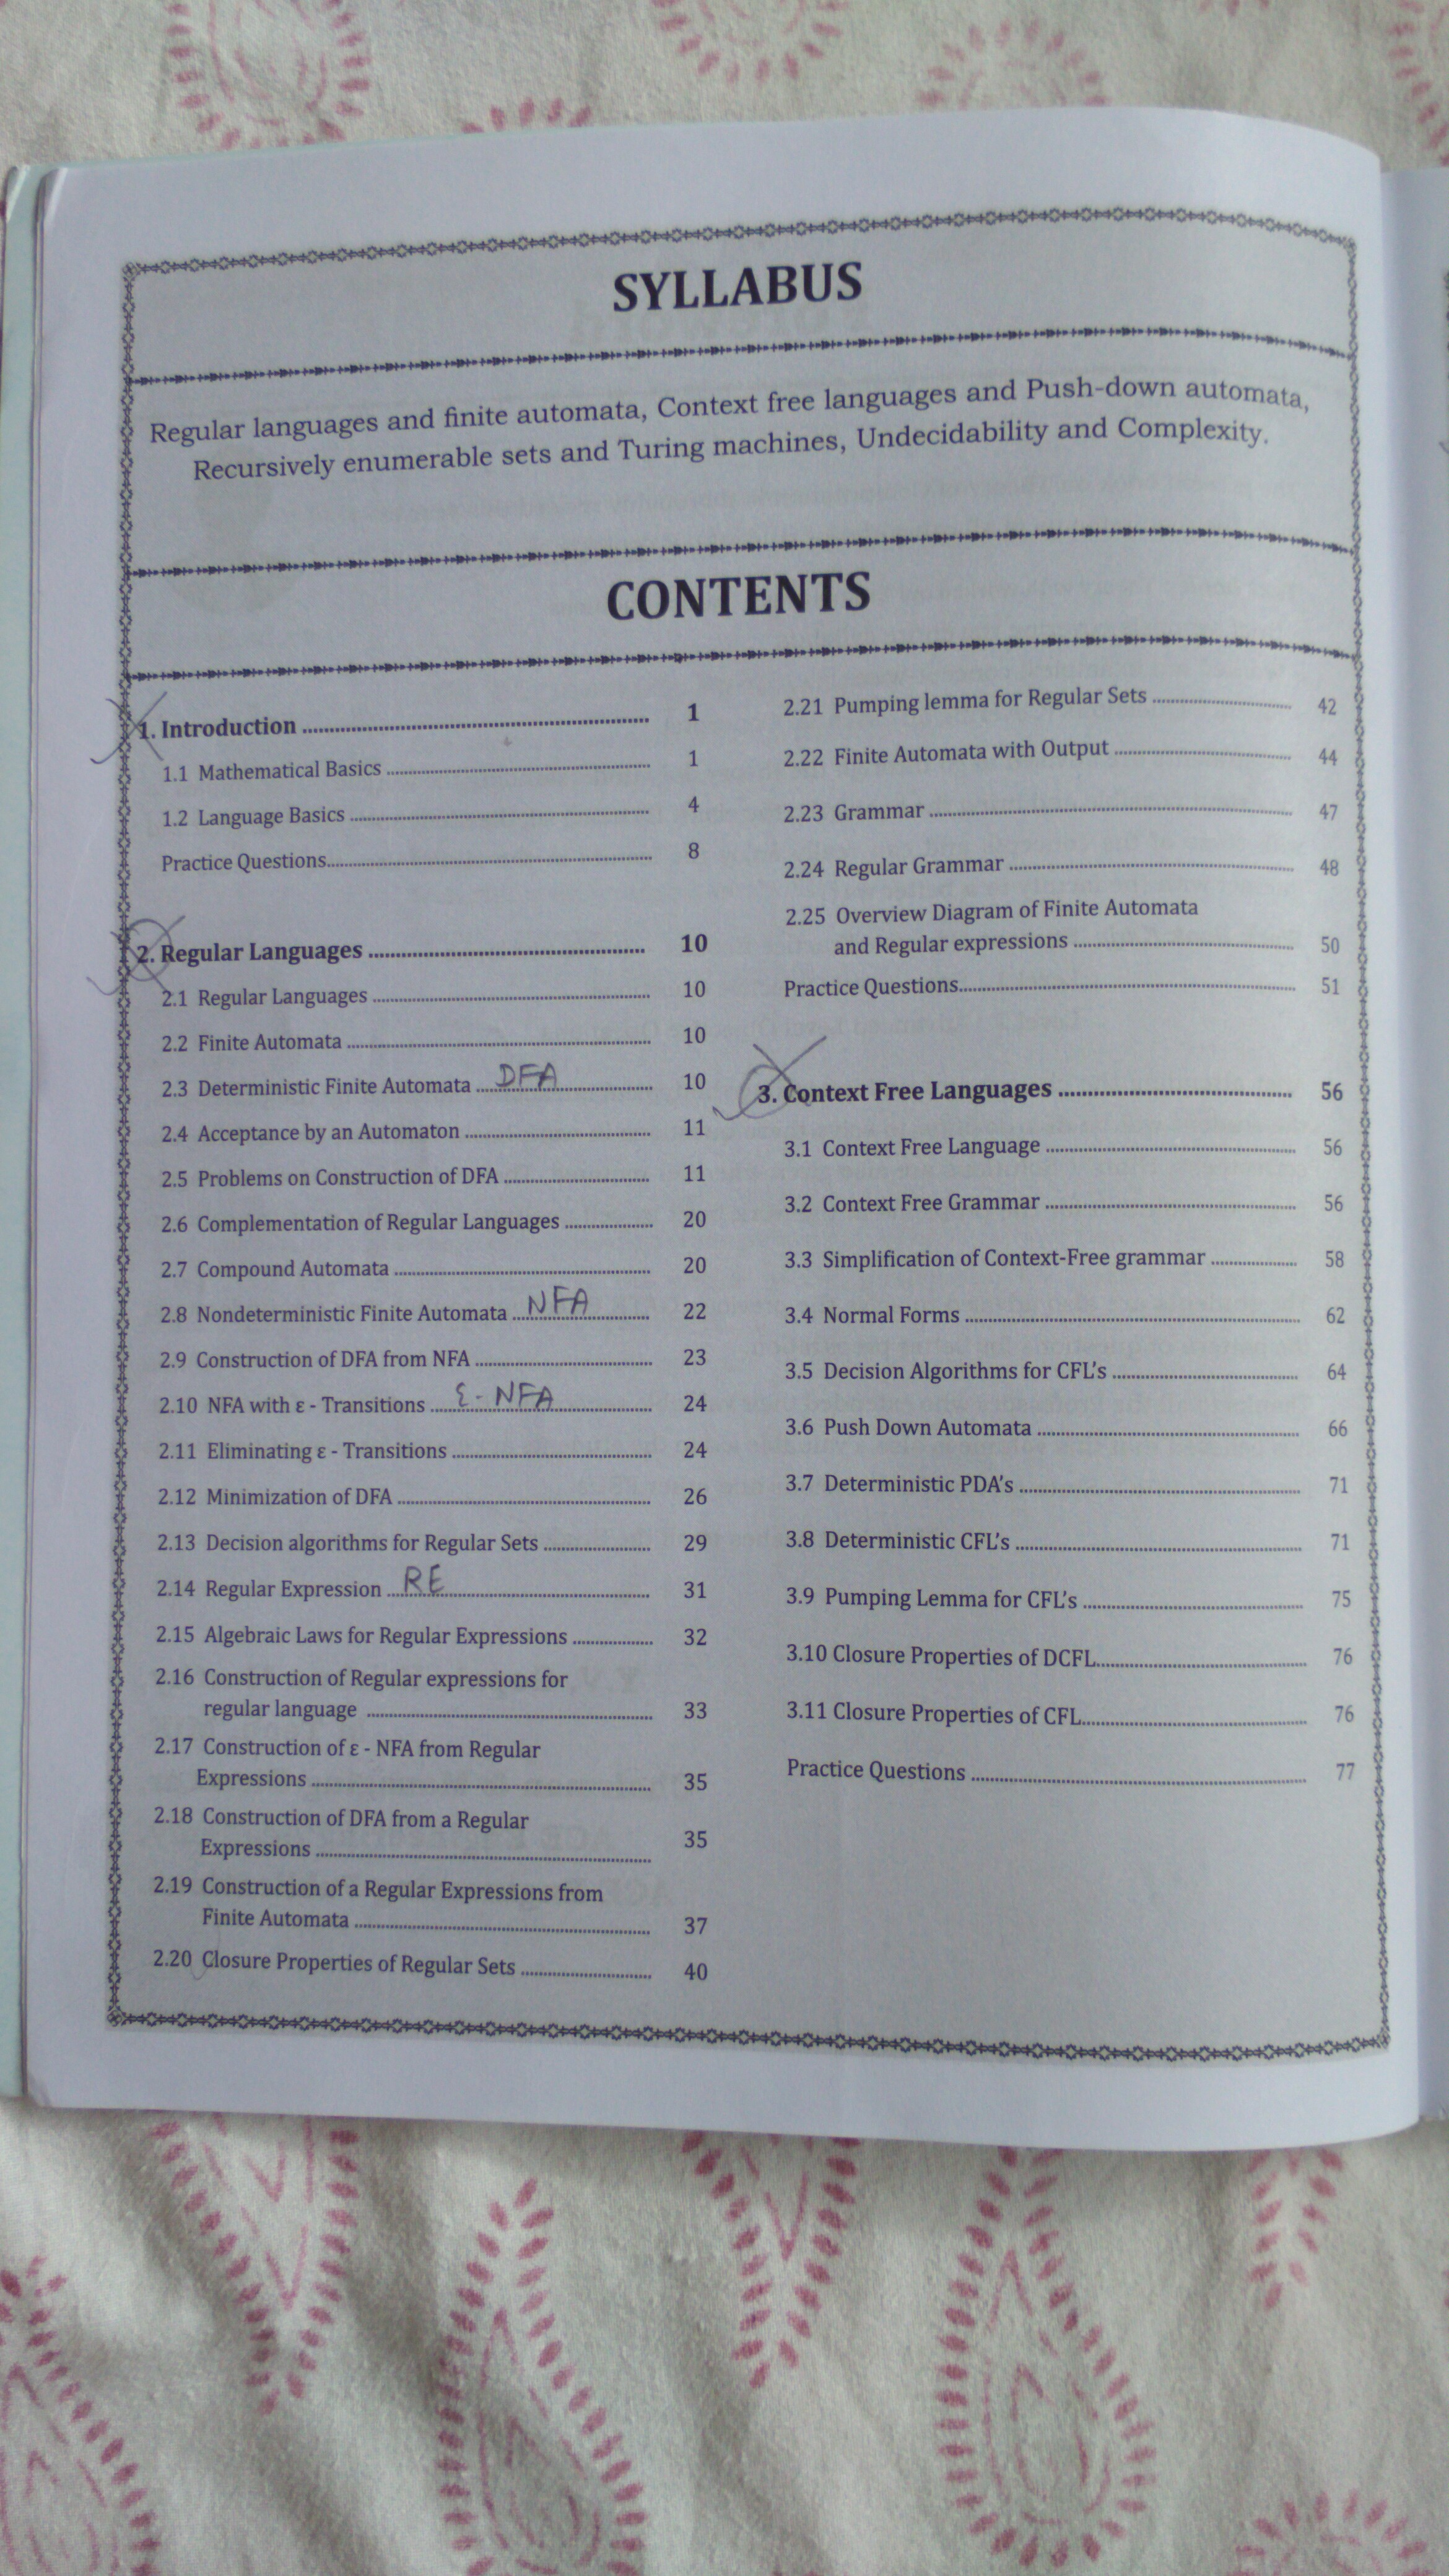 SYLLABUS
Regular languages and finite automata, Context free languages and Push-down automata,
Recursively enumerable sets and Turing machines, Undecidability and Complexity.
CONTENTS
1. Introduction ........ 1
1.1 Mathematical Basics ........ 1
1.2 Language Basics ........ 4
Practice Questions........ 8
2. Regular Languages ........ 10
2.1 Regular Languages ........ 10
2.2 Finite Automata ........ 10
2.3 Deterministic Finite Automata ........ DFA ........ 10
2.4 Acceptance by an Automaton ........ 11
2.5 Problems on Construction of DFA ........ 11
2.6 Complementation of Regular Languages ........ 20
2.7 Compound Automata ........ 20
2.8 Nondeterministic Finite Automata ........ NFA ........ 22
2.9 Construction of DFA from NFA ........ 23
2.10 NFA with ε - Transitions ........ ε - NFA ........ 24
2.11 Eliminating ε - Transitions ........ 24
2.12 Minimization of DFA ........ 26
2.13 Decision algorithms for Regular Sets ........ 29
2.14 Regular Expression ........ RE ........ 31
2.15 Algebraic Laws for Regular Expressions ........ 32
2.16 Construction of Regular expressions for
regular language ........ 33
2.17 Construction of ε - NFA from Regular
Expressions ........ 35
2.18 Construction of DFA from a Regular
Expressions ........ 35
2.19 Construction of a Regular Expressions from
Finite Automata ........ 37
2.20 Closure Properties of Regular Sets ........ 40
2.21 Pumping lemma for Regular Sets ........ 42
2.22 Finite Automata with Output ........ 44
2.23 Grammar ........ 47
2.24 Regular Grammar ........ 48
2.25 Overview Diagram of Finite Automata
and Regular expressions ........ 50
Practice Questions........ 51
3. Context Free Languages ........ 56
3.1 Context Free Language ........ 56
3.2 Context Free Grammar ........ 56
3.3 Simplification of Context-Free grammar ........ 58
3.4 Normal Forms ........ 62
3.5 Decision Algorithms for CFL's ........ 64
3.6 Push Down Automata ........ 66
3.7 Deterministic PDA's ........ 71
3.8 Deterministic CFL's ........ 71
3.9 Pumping Lemma for CFL's ........ 75
3.10 Closure Properties of DCFL........ 76
3.11 Closure Properties of CFL........ 76
Practice Questions ........ 77